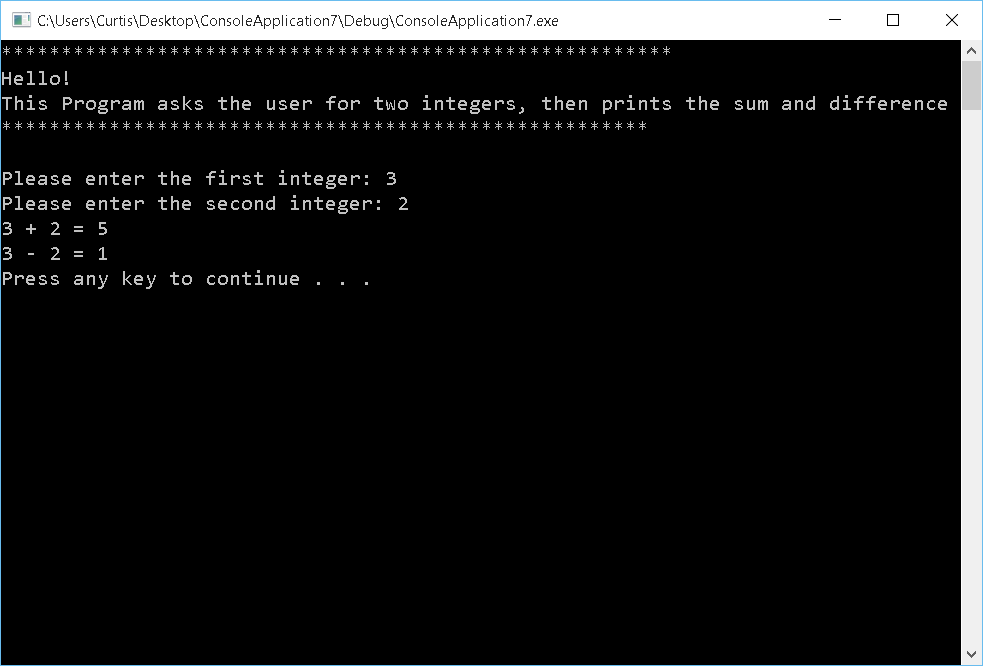 C:\Users\Curtis\Desktop\ConsoleApplication7\Debug\ConsoleApplication7.exe
********************************************************
Hello!
This Program asks the user for two integers, then prints the sum and difference
******************************************************
Please enter the first integer: 3
Please enter the second integer: 2
3 + 2 = 5
3 - 2 = 1
Press any key to continue . . .